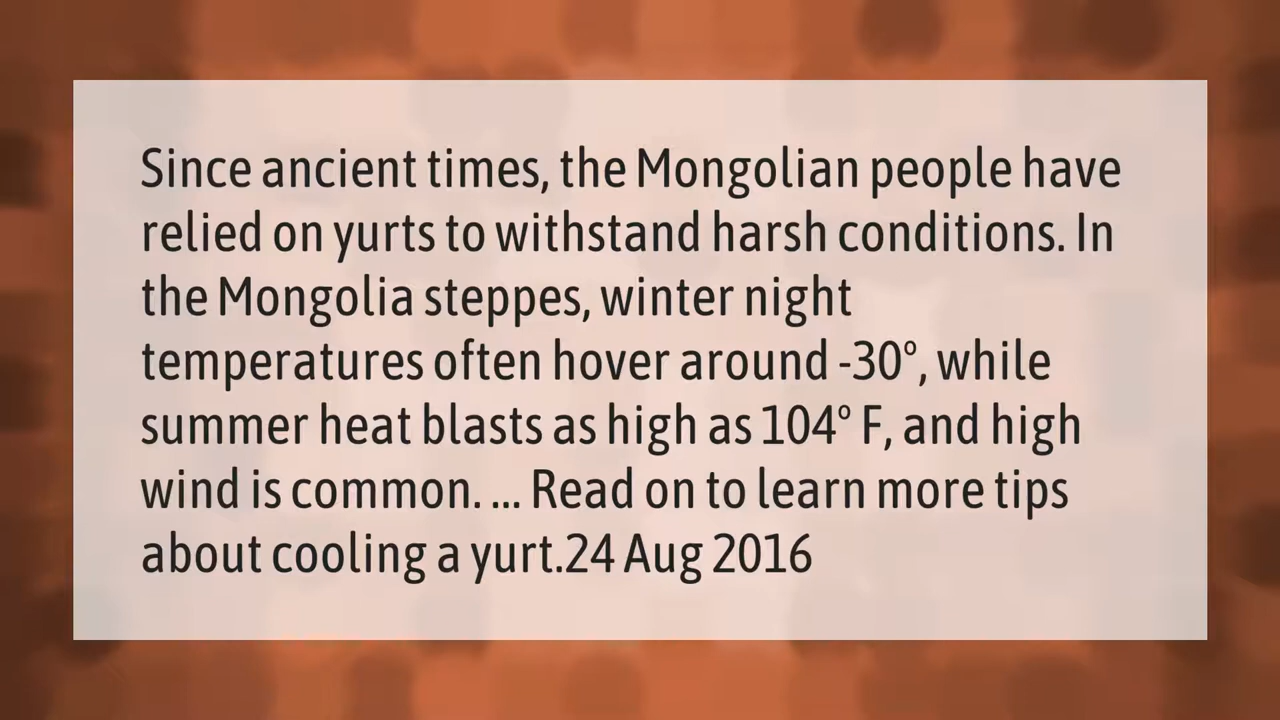 Since ancient times, the Mongolian people have
relied on yurts to withstand harsh conditions. In
the Mongolia steppes, winter night
temperatures often hover around -30º, while
summer heat blasts as high as 104º F, and high
wind is common. ... Read on to learn more tips
about cooling a yurt.24 Aug 2016